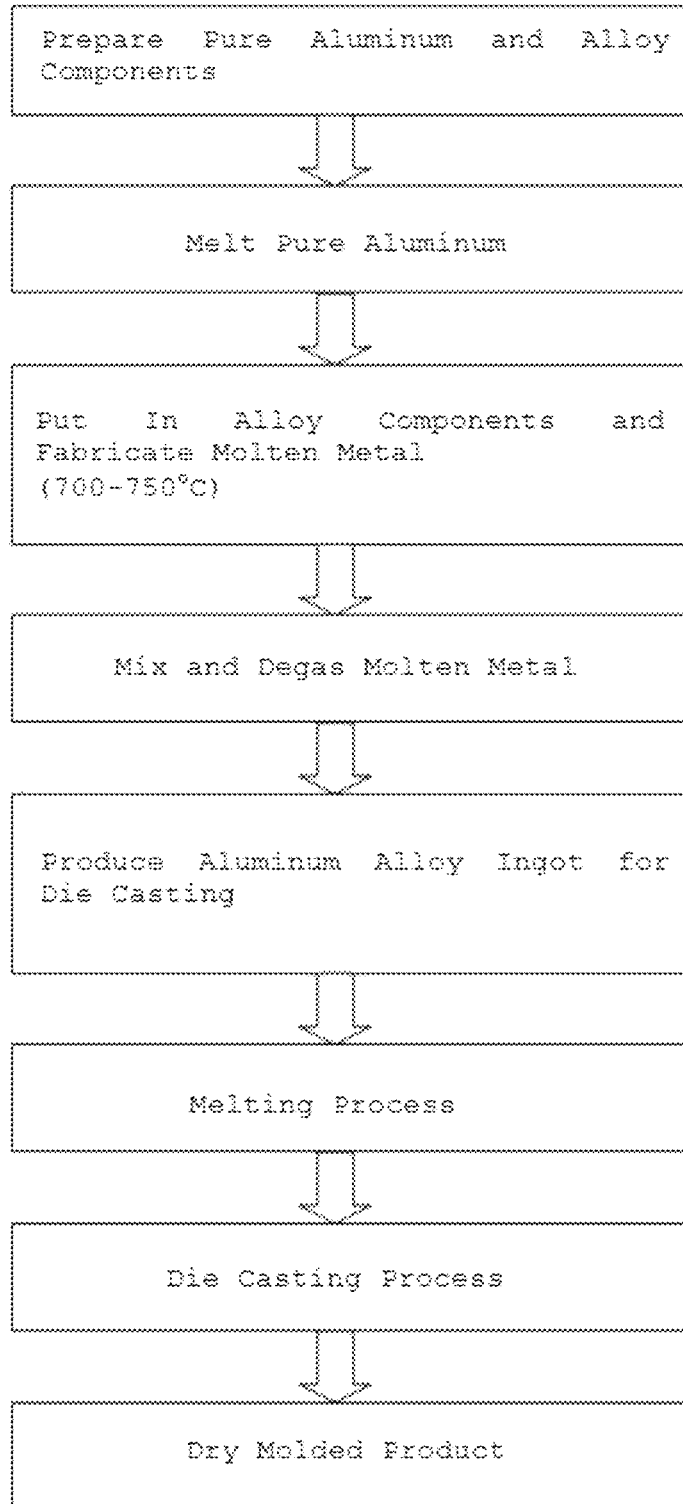 Prepare Pure Aluminum and Alloy
Components
Melt Pure Aluminum
Put In Alloy Components and
Fabricate Molten Metal
(700-750°C)
Mix and Degas Molten Metal
Produce Aluminum Alloy Ingot for
Die Casting
Melting Process
Die Casting Process
Dry Molded Product